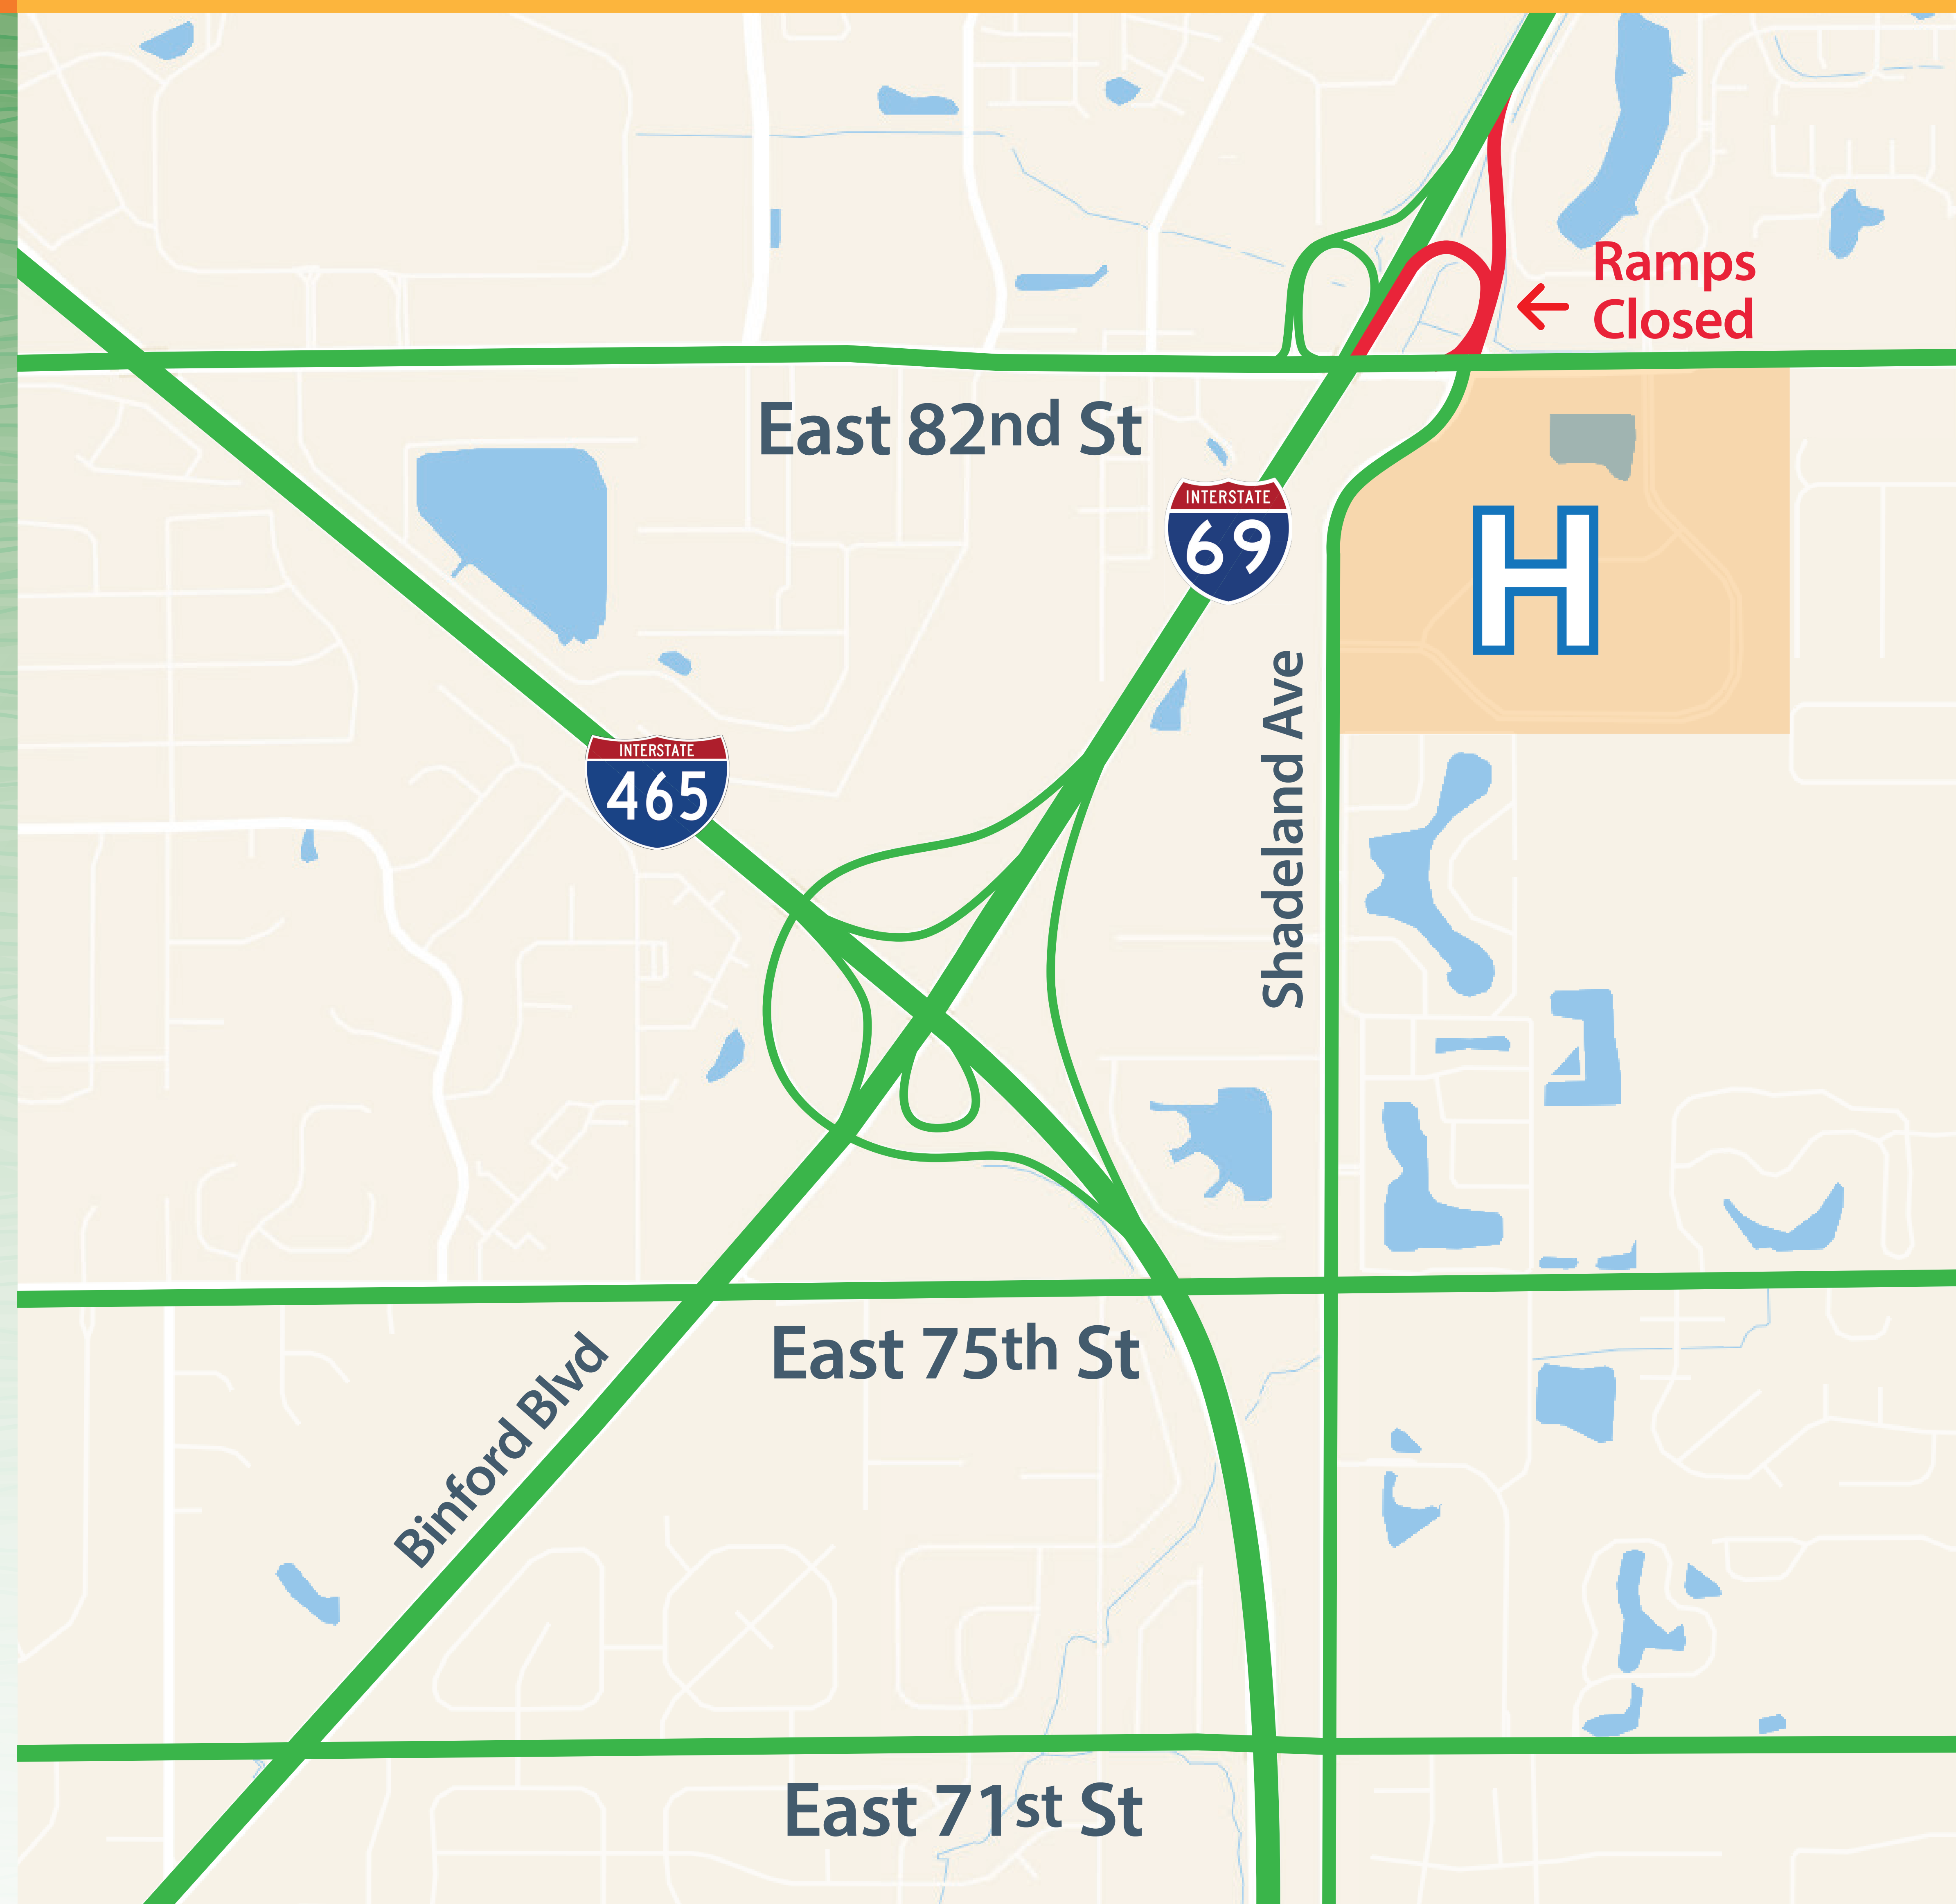 Ramps
Closed
East 82nd St
INTERSTATE
69
H
Shadeland Ave
INTERSTATE
465
East 75th St
Binford Blvd
East 71st St